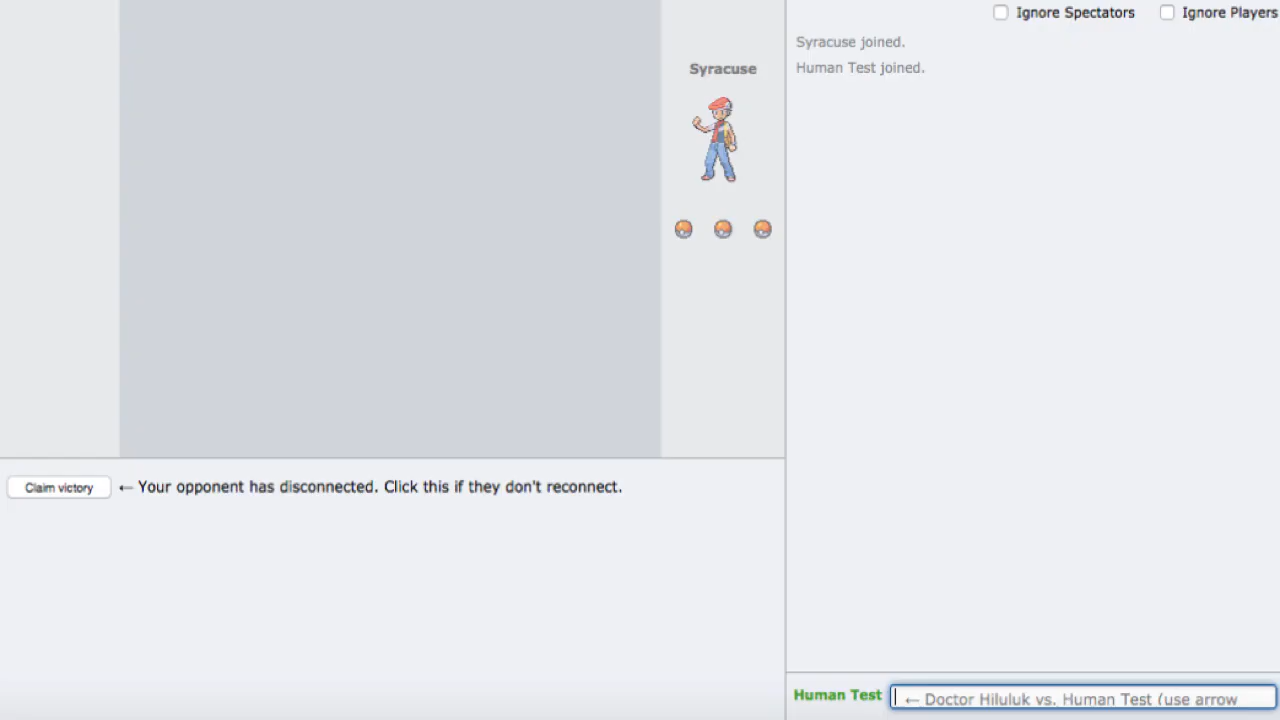 Ignore Spectators
Ignore Players
Syracuse joined.
Human Test joined.
Syracuse
Claim victory
← Your opponent has disconnected. Click this if they don't reconnect.
Human Test
← Doctor Hiluluk vs. Human Test (use arrow